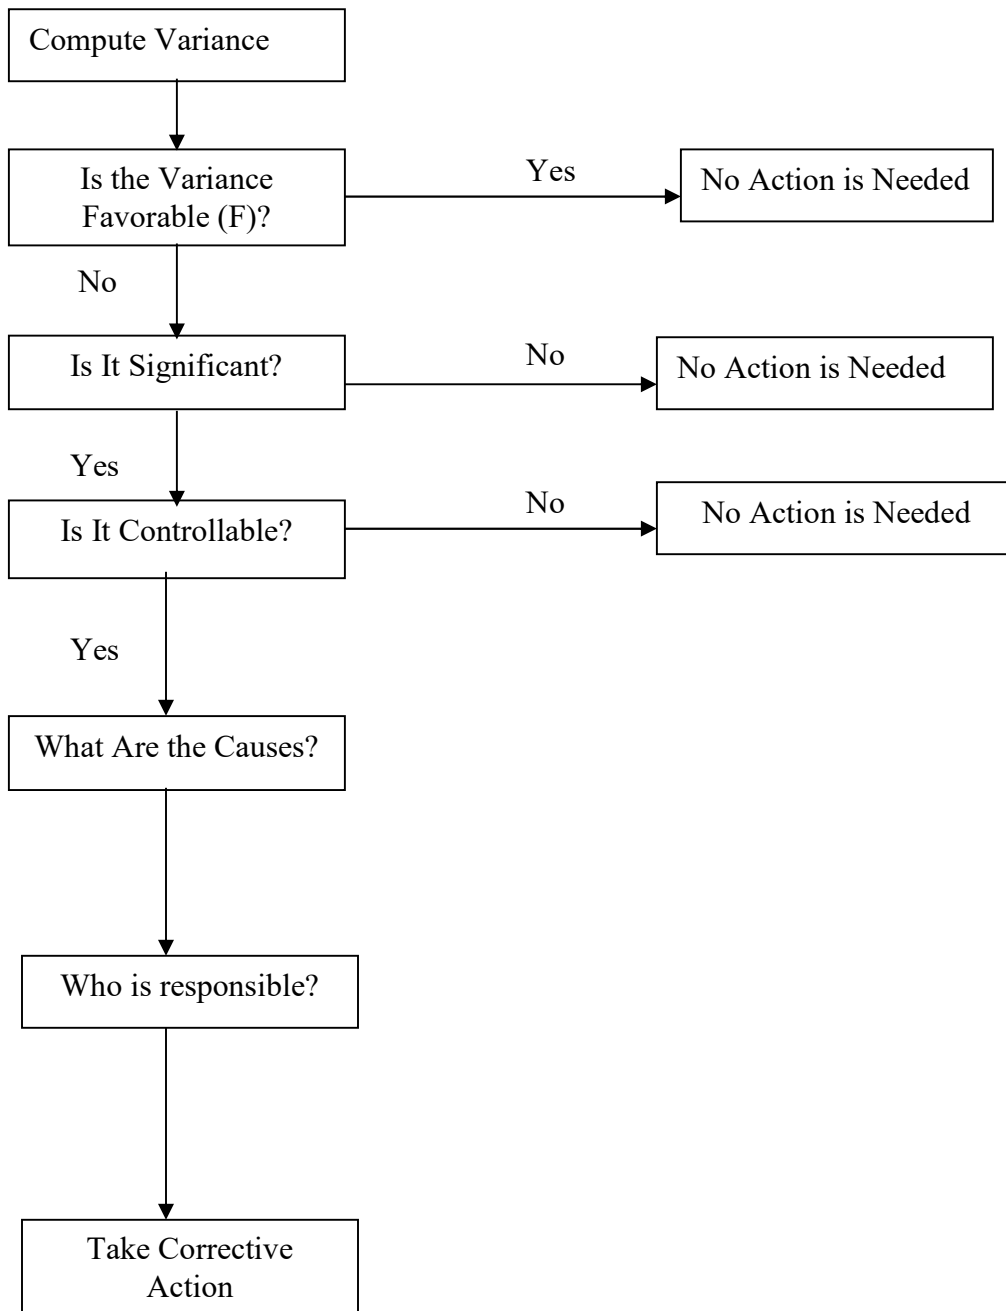 Compute Variance
Is the Variance
Favorable (F)?
Yes
No Action is Needed
No
Is It Significant?
No
No Action is Needed
Yes
Is It Controllable?
No
No Action is Needed
Yes
What Are the Causes?
Who is responsible?
Take Corrective
Action